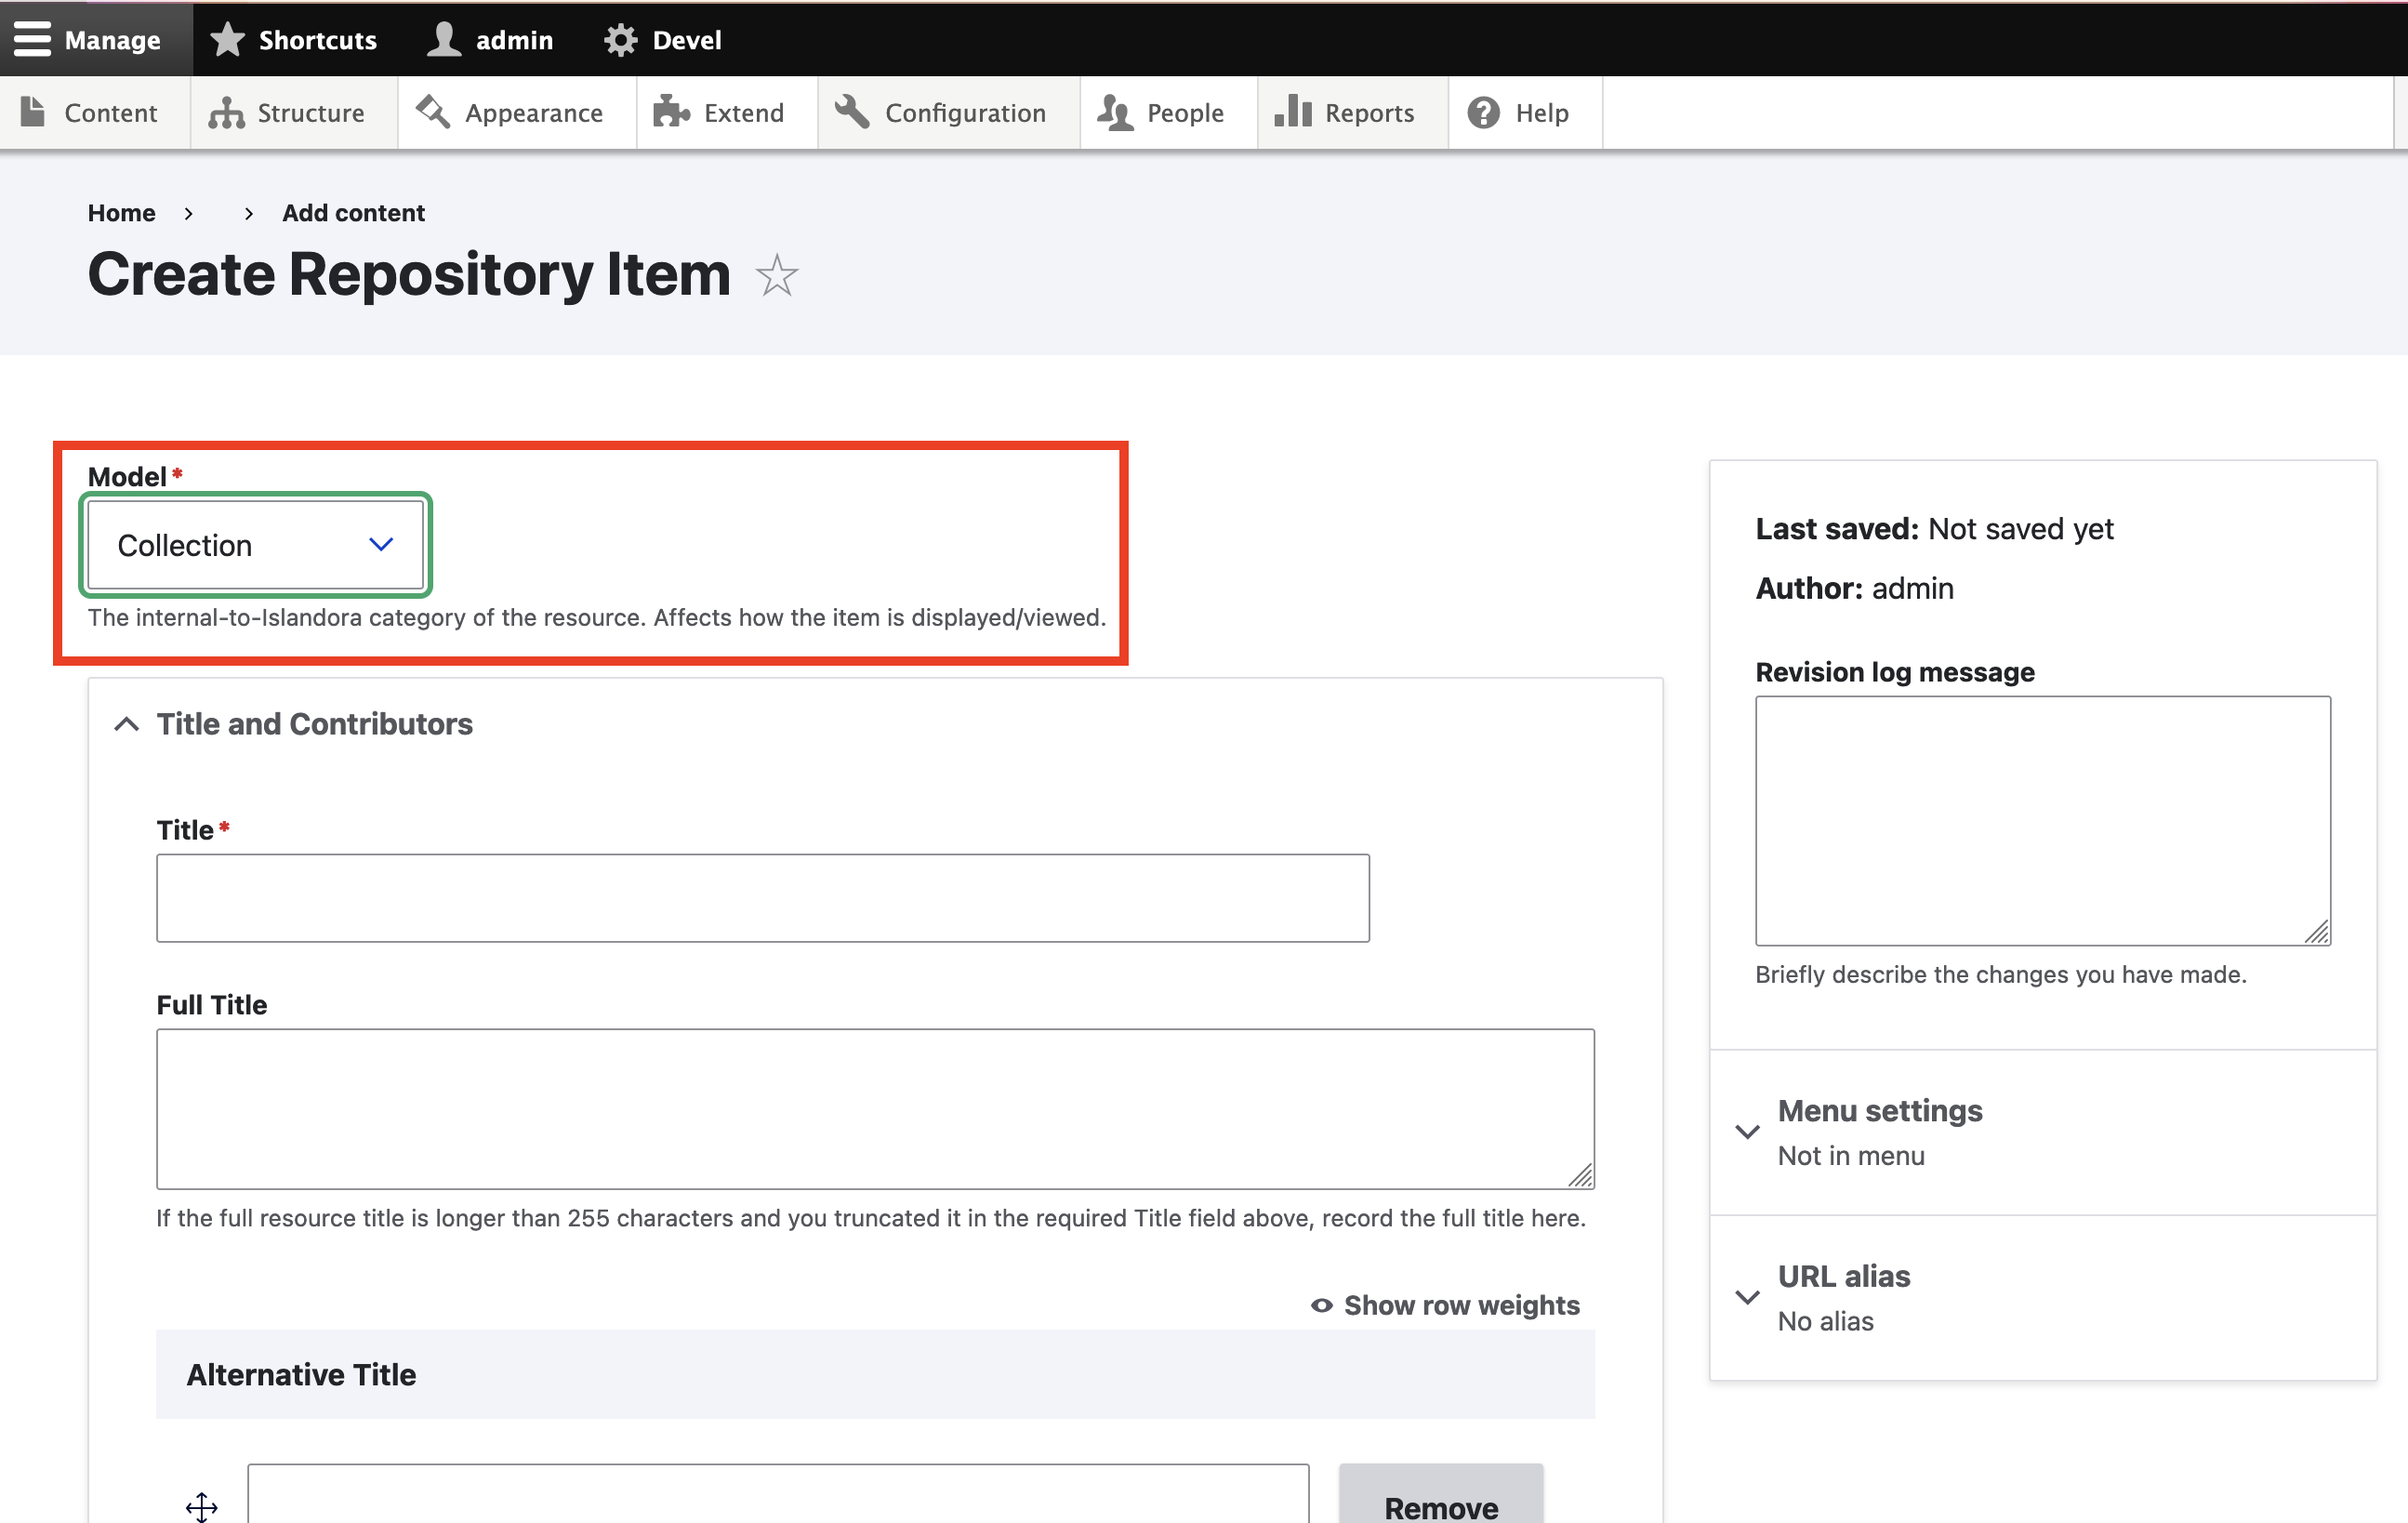 Manage Shortcuts admin Devel
Content Structure Appearance Extend Configuration People Reports Help
Home › › Add content
Create Repository Item
Model*
Collection
The internal-to-Islandora category of the resource. Affects how the item is displayed/viewed.
Title and Contributors
Title*
Full Title
If the full resource title is longer than 255 characters and you truncated it in the required Title field above, record the full title here.
Show row weights
Alternative Title
Remove
Last saved: Not saved yet
Author: admin
Revision log message
Briefly describe the changes you have made.
Menu settings
Not in menu
URL alias
No alias